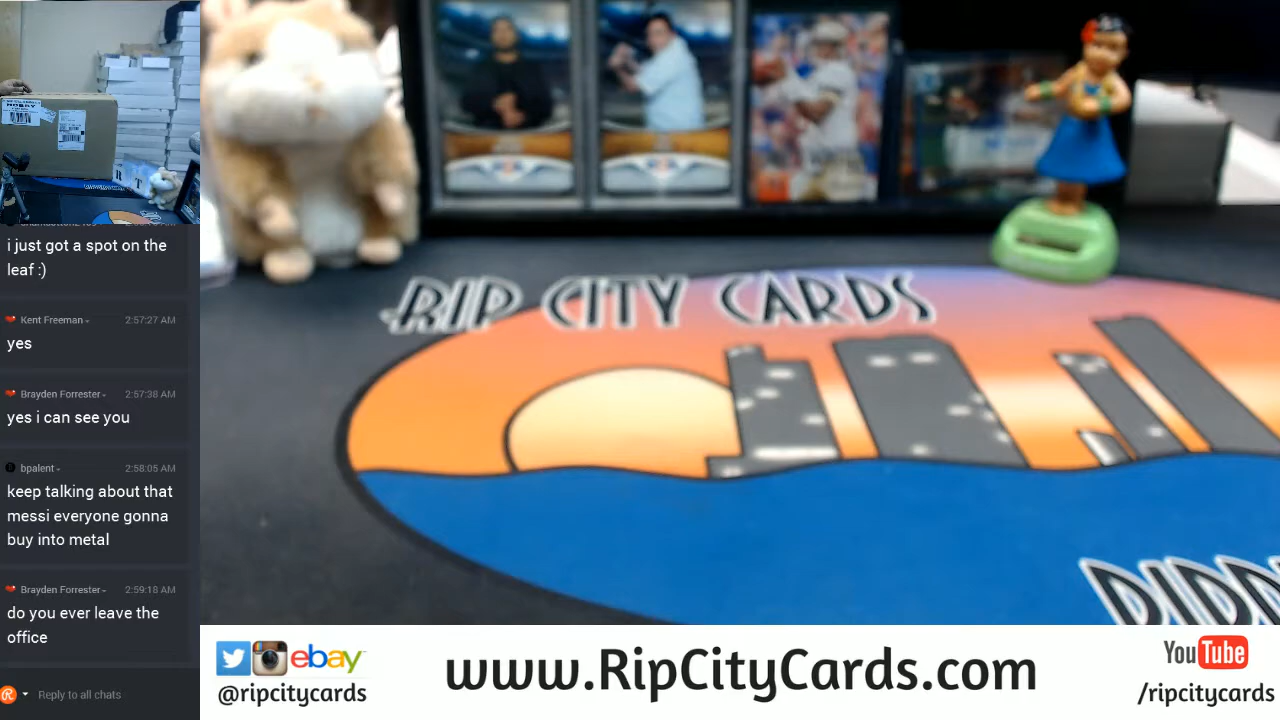 i just got a spot on the
leaf :)
Kent Freeman 2:57:27 AM
yes
Brayden Forrester 2:57:38 AM
yes i can see you
bpalent 2:58:05 AM
keep talking about that
messi everyone gonna
buy into metal
Brayden Forrester 2:59:18 AM
do you ever leave the
office
Reply to all chats
RIP CITY CARDS
ebay
@ripcitycards
www.RipCityCards.com
YouTube
/ripcitycards